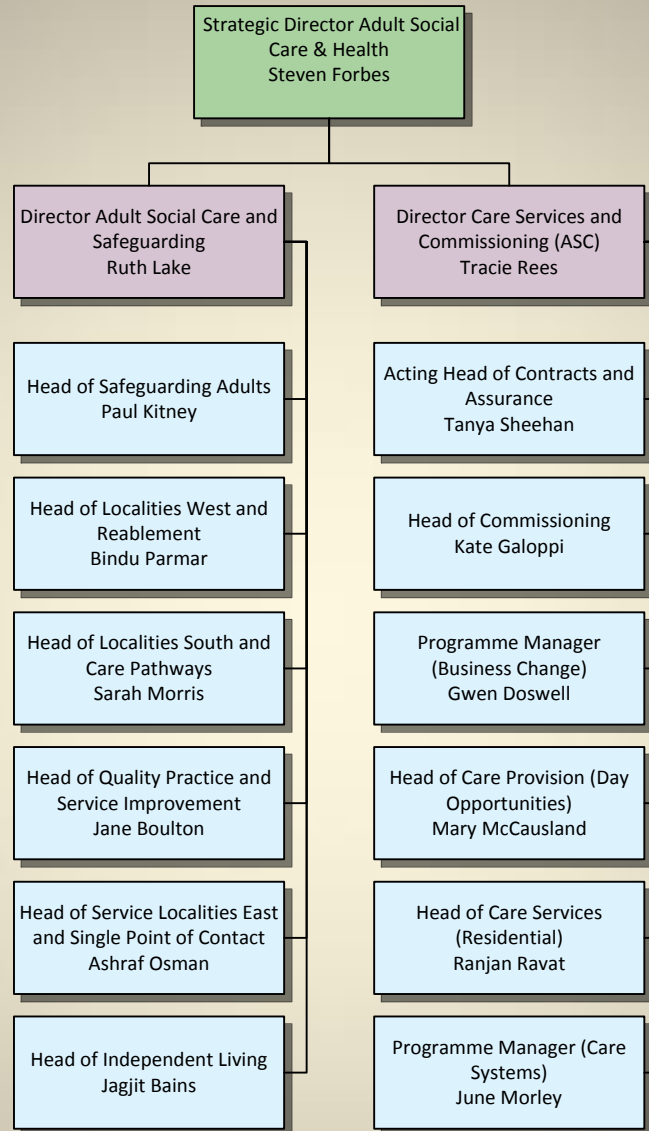 Strategic Director Adult Social
Care & Health
Steven Forbes
Director Adult Social Care and
Safeguarding
Ruth Lake
Director Care Services and
Commissioning (ASC)
Tracie Rees
Head of Safeguarding Adults
Paul Kitney
Acting Head of Contracts and
Assurance
Tanya Sheehan
Head of Localities West and
Reablement
Bindu Parmar
Head of Commissioning
Kate Galoppi
Head of Localities South and
Care Pathways
Sarah Morris
Programme Manager
(Business Change)
Gwen Doswell
Head of Quality Practice and
Service Improvement
Jane Boulton
Head of Care Provision (Day
Opportunities)
Mary McCausland
Head of Service Localities East
and Single Point of Contact
Ashraf Osman
Head of Care Services
(Residential)
Ranjan Ravat
Head of Independent Living
Jagjit Bains
Programme Manager (Care
Systems)
June Morley